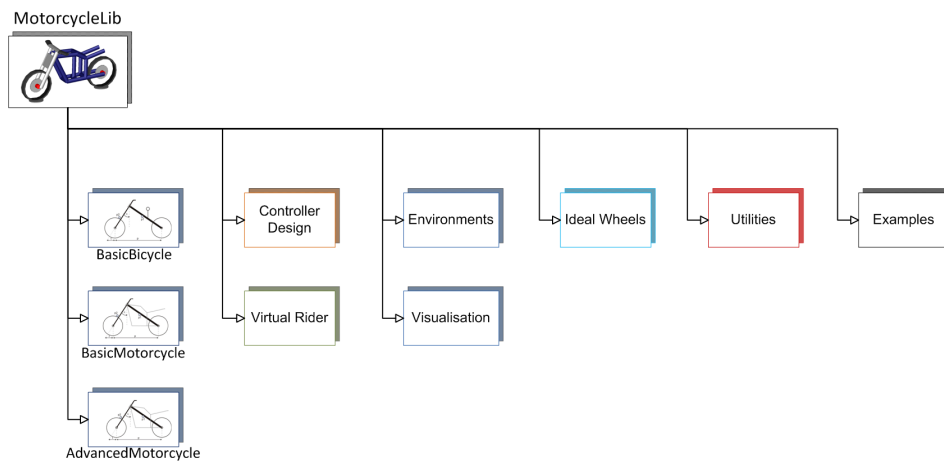 MotorcycleLib
BasicBicycle
Controller
Design
Environments
Ideal Wheels
Utilities
Examples
BasicMotorcycle
Virtual Rider
Visualisation
AdvancedMotorcycle